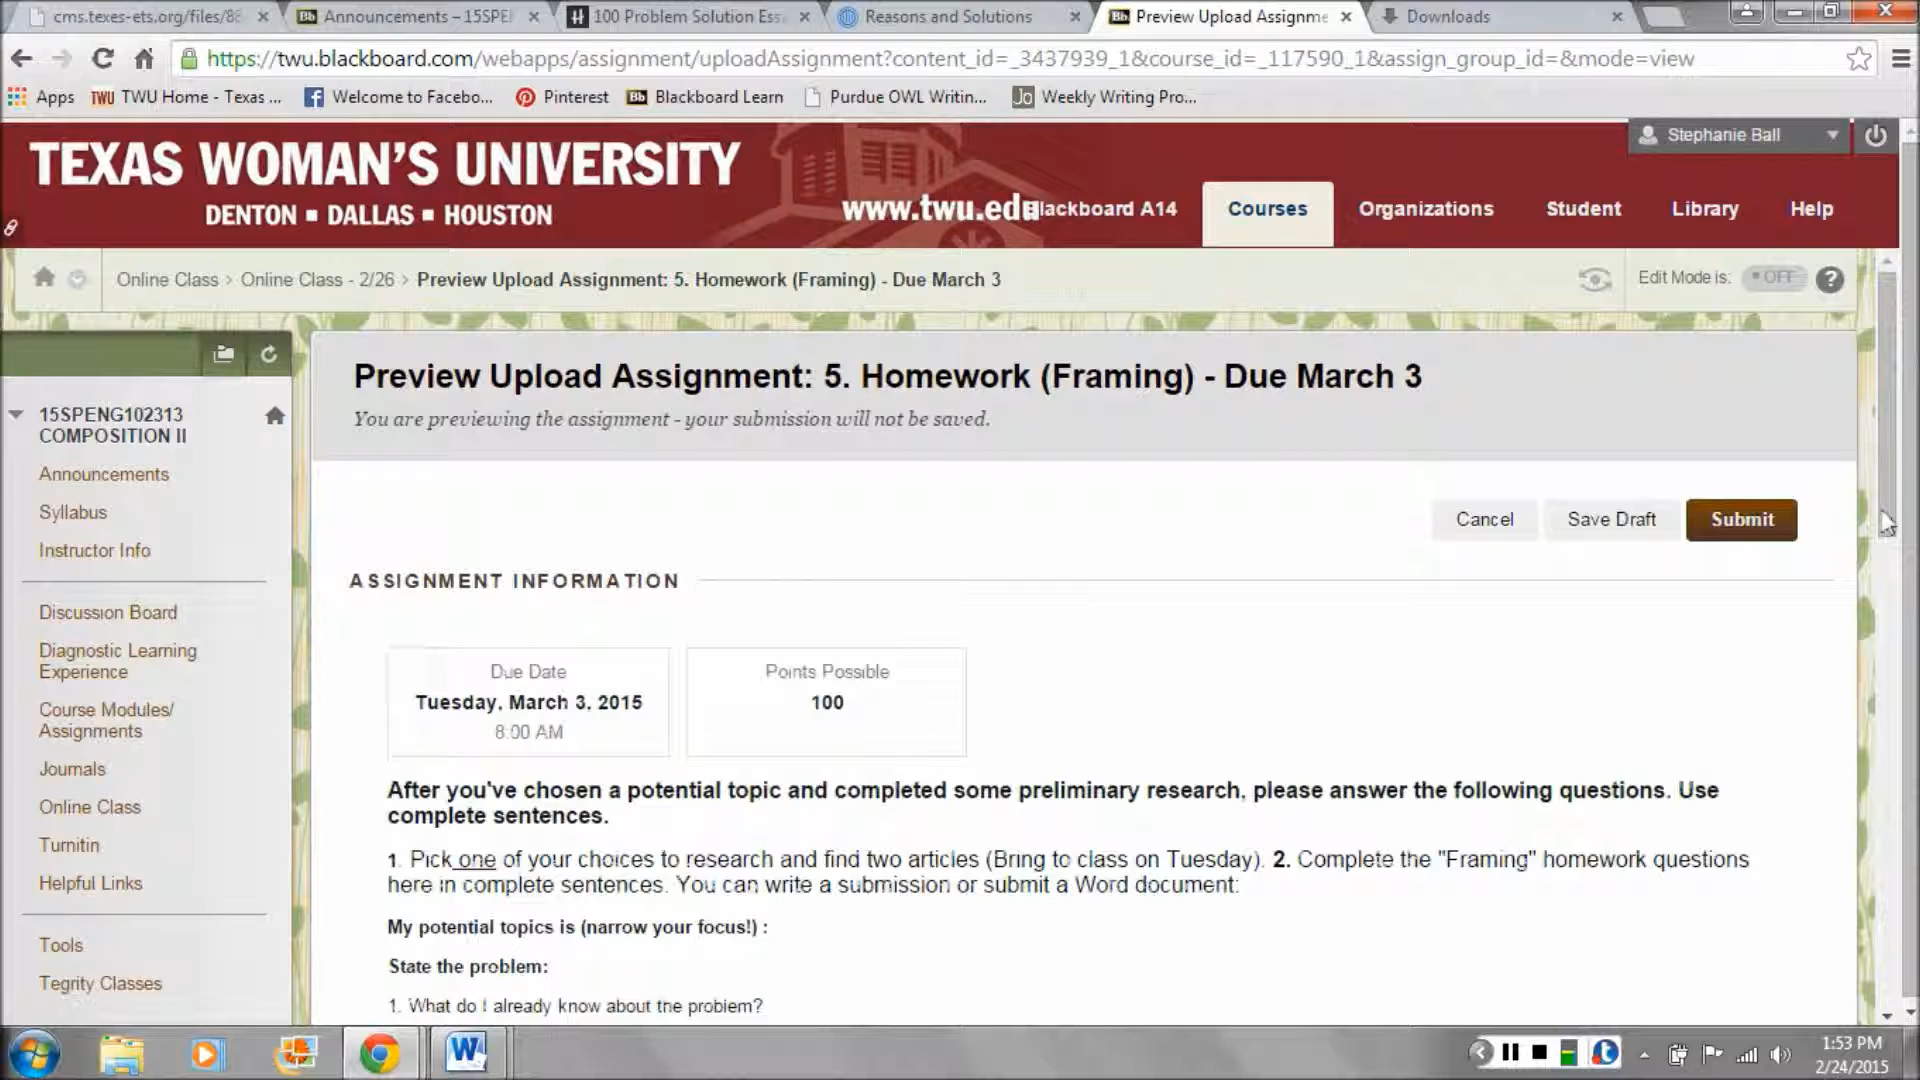 cms.texes-ets.org/files/88
Announcements – 15SPE
100 Problem Solution Ess
Reasons and Solutions
Preview Upload Assignme
Downloads
https://twu.blackboard.com/webapps/assignment/uploadAssignment?content_id=_3437939_1&course_id=_117590_1&assign_group_id=&mode=view
Apps
TWU TWU Home - Texas ...
Welcome to Facebo...
Pinterest
Bb Blackboard Learn
Purdue OWL Writin...
Jo Weekly Writing Pro...
Stephanie Ball
TEXAS WOMAN'S UNIVERSITY
DENTON ▪ DALLAS ▪ HOUSTON
www.twu.edu
lackboard A14
Courses
Organizations
Student
Library
Help
Online Class > Online Class - 2/26 > Preview Upload Assignment: 5. Homework (Framing) - Due March 3
Edit Mode is:
OFF
?
Preview Upload Assignment: 5. Homework (Framing) - Due March 3
You are previewing the assignment - your submission will not be saved.
15SPENG102313
COMPOSITION II
Announcements
Syllabus
Instructor Info
Discussion Board
Diagnostic Learning
Experience
Course Modules/
Assignments
Journals
Online Class
Turnitin
Helpful Links
Tools
Tegrity Classes
Cancel
Save Draft
Submit
ASSIGNMENT INFORMATION
Due Date
Tuesday, March 3, 2015
8:00 AM
Points Possible
100
After you've chosen a potential topic and completed some preliminary research, please answer the following questions. Use
complete sentences.
1. Pick one of your choices to research and find two articles (Bring to class on Tuesday). 2. Complete the "Framing" homework questions
here in complete sentences. You can write a submission or submit a Word document:
My potential topics is (narrow your focus!) :
State the problem:
1. What do I already know about the problem?
1:53 PM
2/24/2015